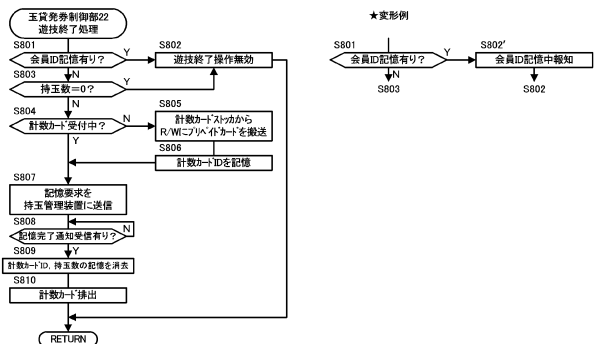 玉貸発券制御部22
遊技終了処理
S801
会員ID記憶有り?
Y
N
S802
遊技終了操作無効
S803
持玉数=0?
Y
N
S804
計数カード受付中?
N
Y
S805
計数カードストッカから
R/Wにプリペイドカードを搬送
S806
計数カードIDを記憶
S807
記憶要求を
持玉管理装置に送信
S808
記憶完了通知受信有り?
N
Y
S809
計数カードID、持玉数の記憶を消去
S810
計数カード排出
RETURN
★変形例
S801
会員ID記憶有り?
Y
N
S803
S802'
会員ID記憶中報知
S802